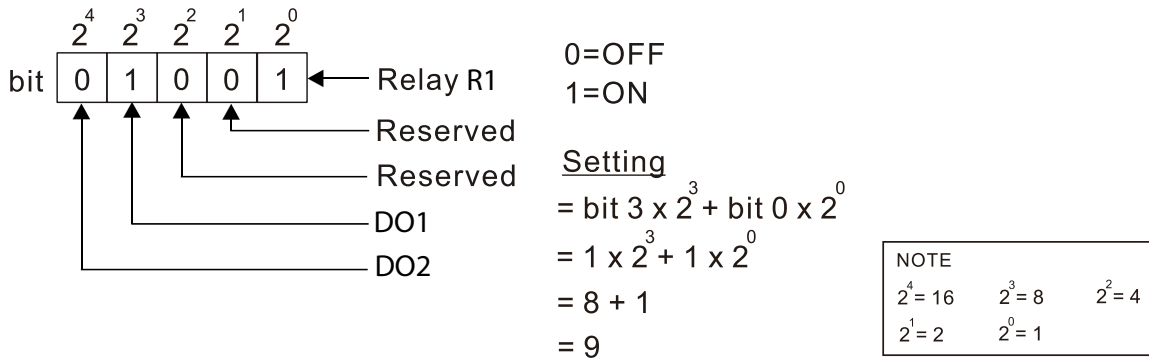 2⁴ 2³ 2² 2¹ 2⁰
bit 0 1 0 0 1 Relay R1
Reserved
Reserved
DO1
DO2
0=OFF
1=ON
Setting
= bit 3 x 2³ + bit 0 x 2⁰
= 1 x 2³ + 1 x 2⁰
= 8 + 1
= 9
NOTE
2⁴ = 16 2³ = 8 2² = 4
2¹ = 2 2⁰ = 1